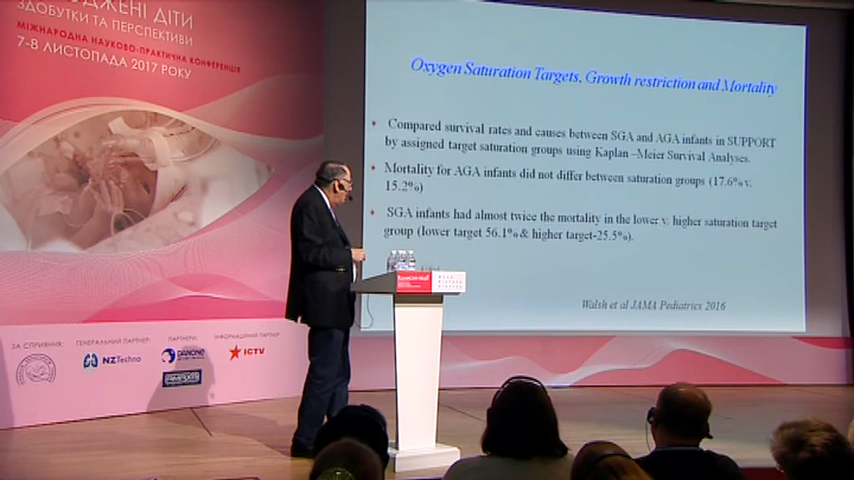 ДЖЕНІ ДІТИ
ЗДОБУТКИ ТА ПЕРСПЕКТИВИ
МІЖНАРОДНА НАУКОВО-ПРАКТИЧНА КОНФЕРЕНЦІЯ
7-8 ЛИСТОПАДА 2017 РОКУ
Oxygen Saturation Targets, Growth restriction and Mortality
• Compared survival rates and causes between SGA and AGA infants in SUPPORT
by assigned target saturation groups using Kaplan –Meier Survival Analyses.
• Mortality for AGA infants did not differ between saturation groups (17.6% v.
15.2%)
• SGA infants had almost twice the mortality in the lower v. higher saturation target
group (lower target 56.1% & higher target-25.5%).
Walsh et al JAMA Pediatrics 2016
ЗА СПРИЯННЯ:
ГЕНЕРАЛЬНИЙ ПАРТНЕР:
ПАРТНЕРИ:
ІНФОРМАЦІЙНИЙ ПАРТНЕР:
NZTechno
DANONE
ICTV